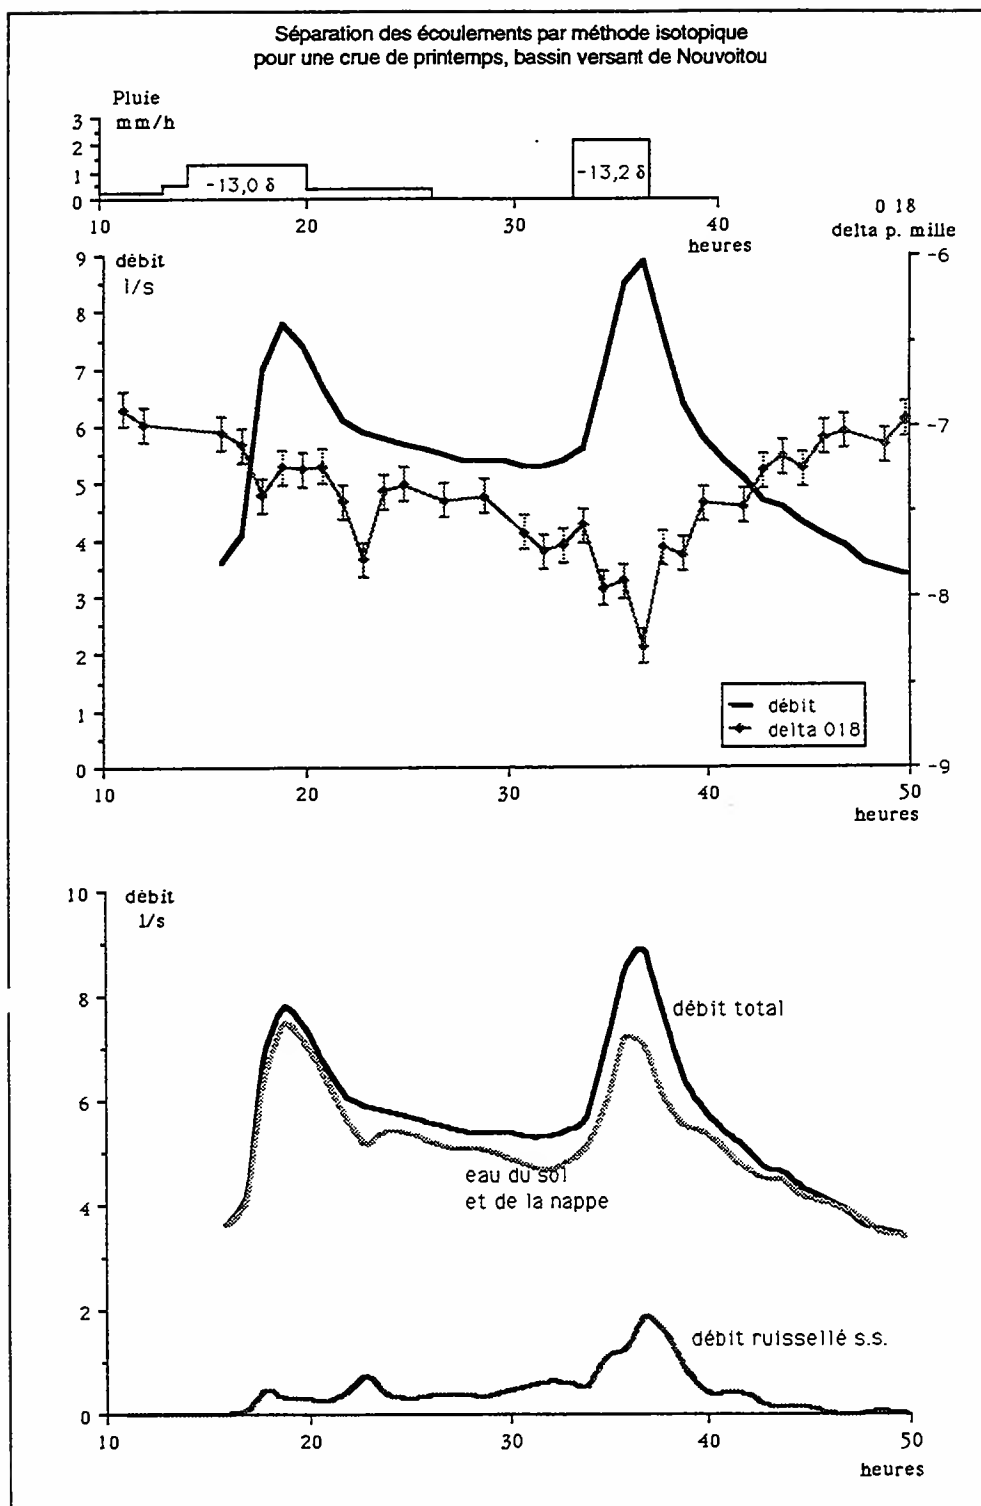 Séparation des écoulements par méthode isotopique
pour une crue de printemps, bassin versant de Nouvoitou
Pluie
mm/h
3
2
1
0
-13,0 δ
-13,2 δ
10
20
30
40
heures
0 18
delta p. mille
débit
l/s
9
8
7
6
5
4
3
2
1
0
-6
-7
-8
-9
débit
delta O18
10
20
30
40
50
heures
débit
l/s
10
8
6
4
2
0
débit total
eau du sol
et de la nappe
débit ruissellé s.s.
10
20
30
40
50
heures